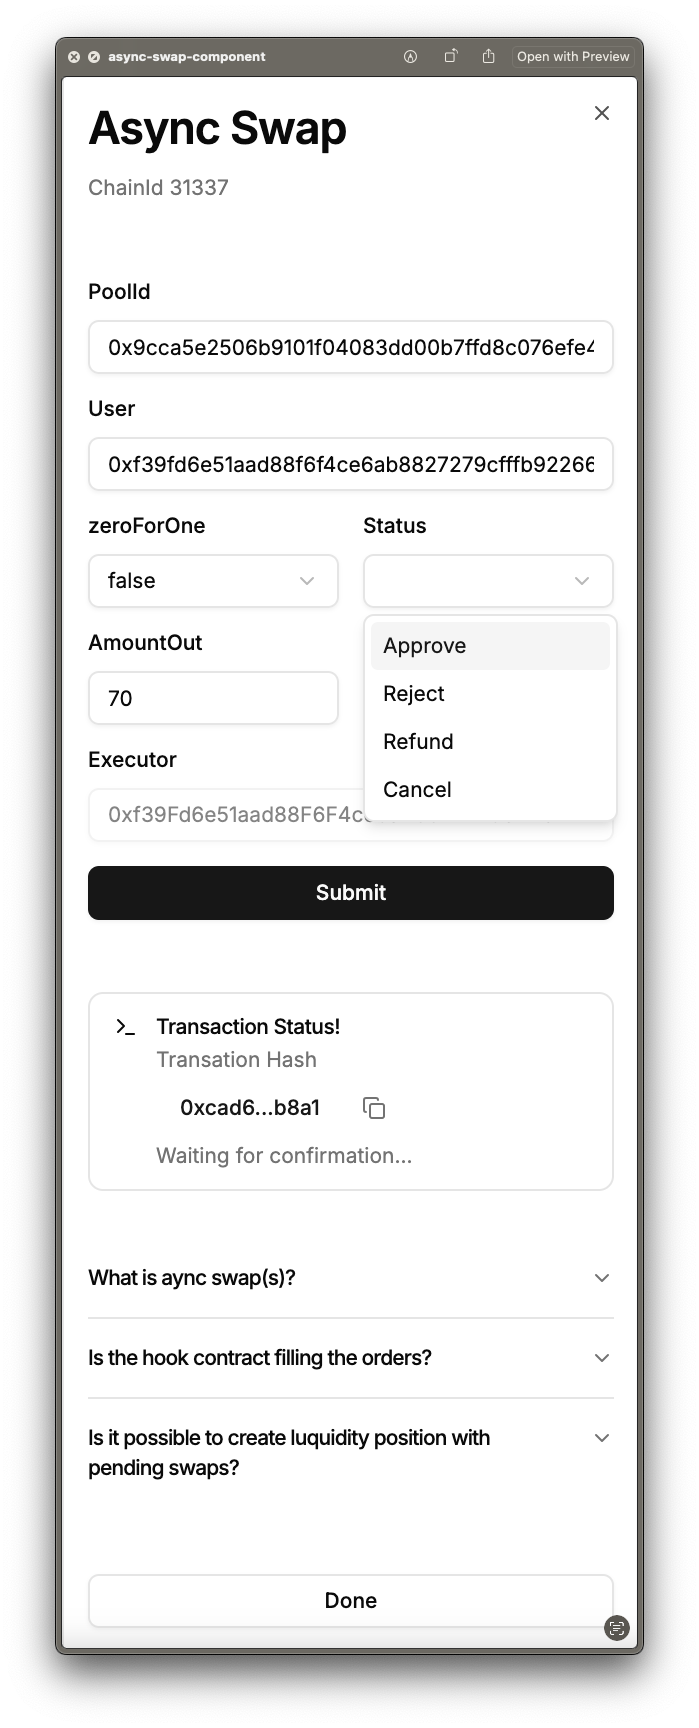 async-swap-component
Open with Preview
Async Swap
ChainId 31337
PoolId
0x9cca5e2506b9101f04083dd00b7ffd8c076efe4
User
0xf39fd6e51aad88f6f4ce6ab8827279cfffb92266
zeroForOne
Status
false
Approve
AmountOut
Reject
70
Refund
Executor
Cancel
0xf39Fd6e51aad88F6F4c
Submit
Transaction Status!
Transation Hash
0xcad6...b8a1
Waiting for confirmation...
What is aync swap(s)?
Is the hook contract filling the orders?
Is it possible to create luquidity position with
pending swaps?
Done